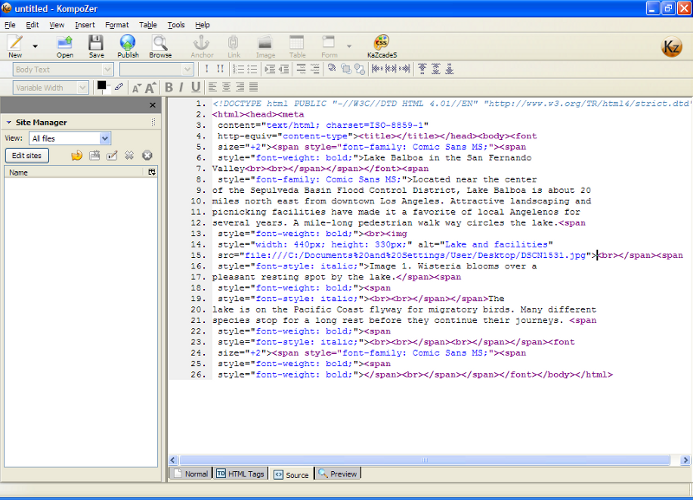 untitled - KompoZer
File Edit View Insert Format Table Tools Help
New Open Save Publish Browse Anchor Link Image Table Form KaZcadeS
Kz
Body Text
Variable Width
B I U
Site Manager
View: All files
Edit sites
Name
1. <!DOCTYPE html PUBLIC "-//W3C//DTD HTML 4.01//EN" "http://www.w3.org/TR/html4/strict.dtd"
2. <html><head><meta
3. content="text/html; charset=ISO-8859-1"
4. http-equiv="content-type"><title></title></head><body><font
5. size="+2"><span style="font-family: Comic Sans MS;"><span
6. style="font-weight: bold;">Lake Balboa in the San Fernando
7. Valley<br><br></span></span></font><span
8. style="font-family: Comic Sans MS;">Located near the center
9. of the Sepulveda Basin Flood Control District, Lake Balboa is about 20
10. miles north east from downtown Los Angeles. Attractive landscaping and
11. picnicking facilities have made it a favorite of local Angelenos for
12. several years. A mile-long pedestrian walk way circles the lake.<span
13. style="font-weight: bold;"><br><img
14. style="width: 440px; height: 330px;" alt="Lake and facilities"
15. src="file:///C:/Documents%20and%20Settings/User/Desktop/DSCN1531.jpg"><br></span><span
16. style="font-style: italic;">Image 1. Wisteria blooms over a
17. pleasant resting spot by the lake.</span><span
18. style="font-weight: bold;"><span
19. style="font-style: italic;"><br><br></span></span>The
20. lake is on the Pacific Coast flyway for migratory birds. Many different
21. species stop for a long rest before they continue their journeys. <span
22. style="font-weight: bold;"><span
23. style="font-style: italic;"><br><br><br></span></span><font
24. size="+2"><span style="font-family: Comic Sans MS;"><span
25. style="font-weight: bold;"><span
26. style="font-weight: bold;"></span></span></span></font></body></html>
Normal HTML Tags Source Preview